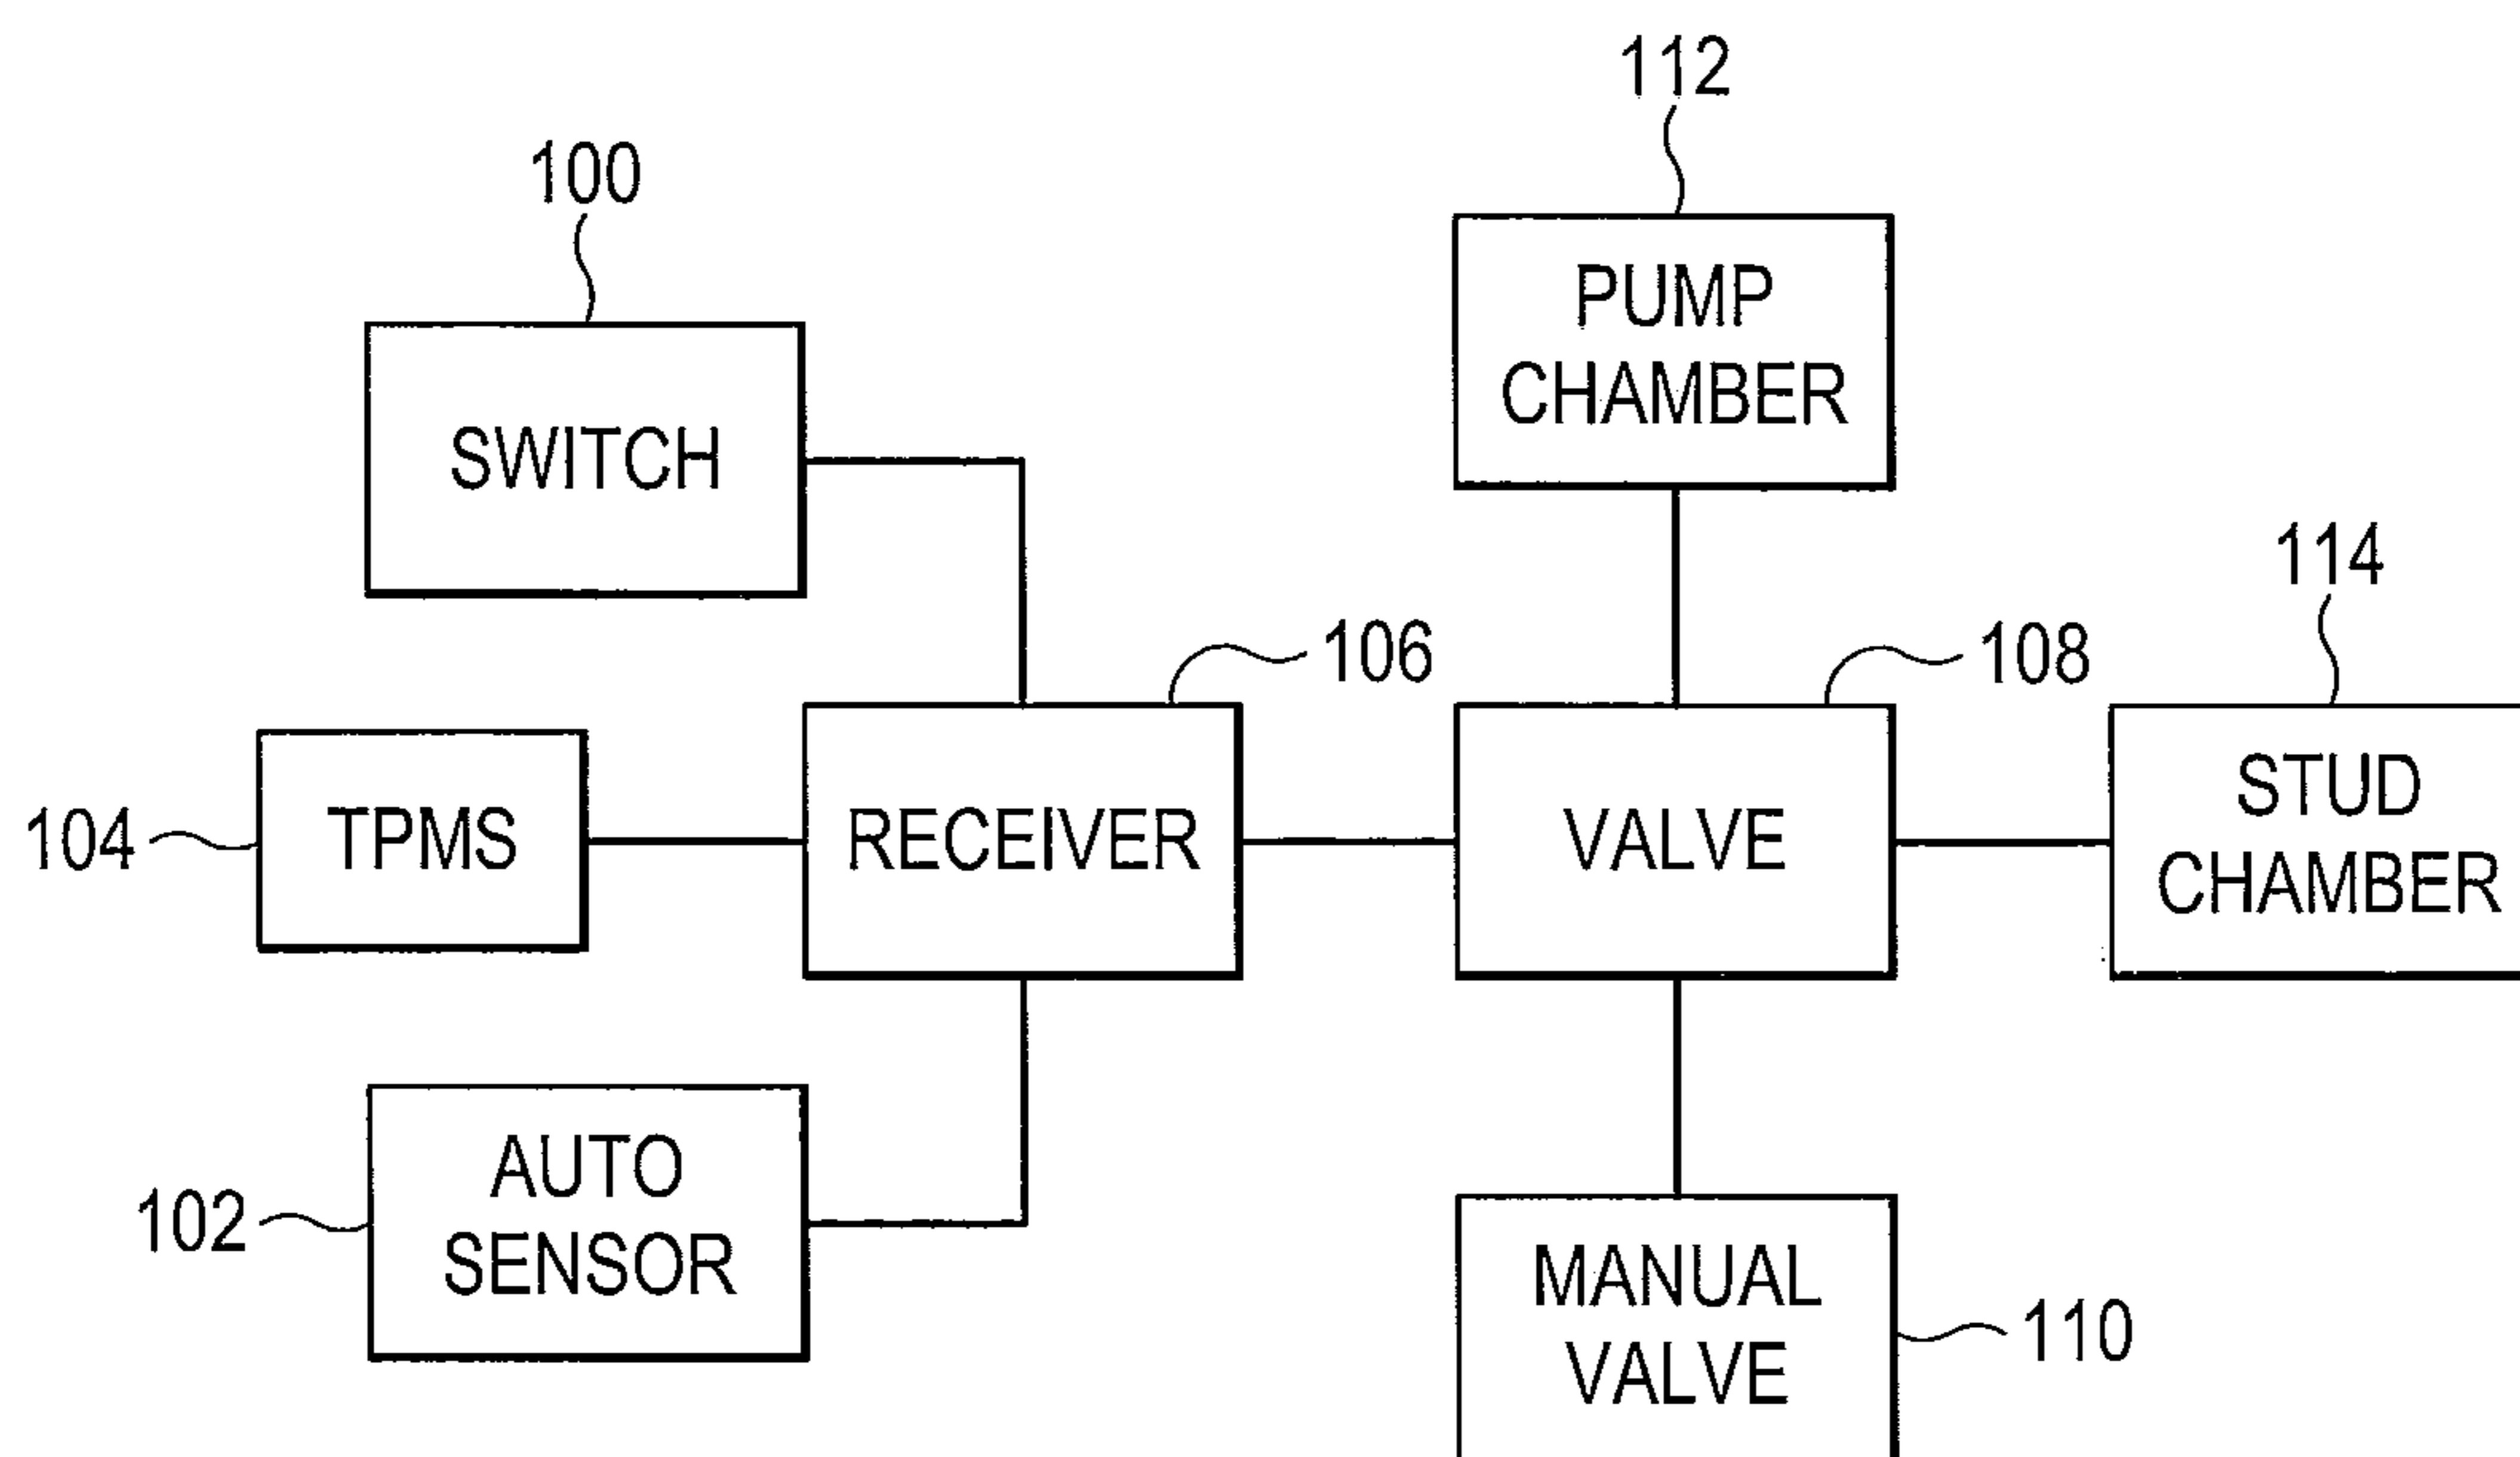 112
100
PUMP
CHAMBER
SWITCH
114
106
108
STUD
CHAMBER
104
TPMS
RECEIVER
VALVE
AUTO
SENSOR
102
MANUAL
VALVE
110